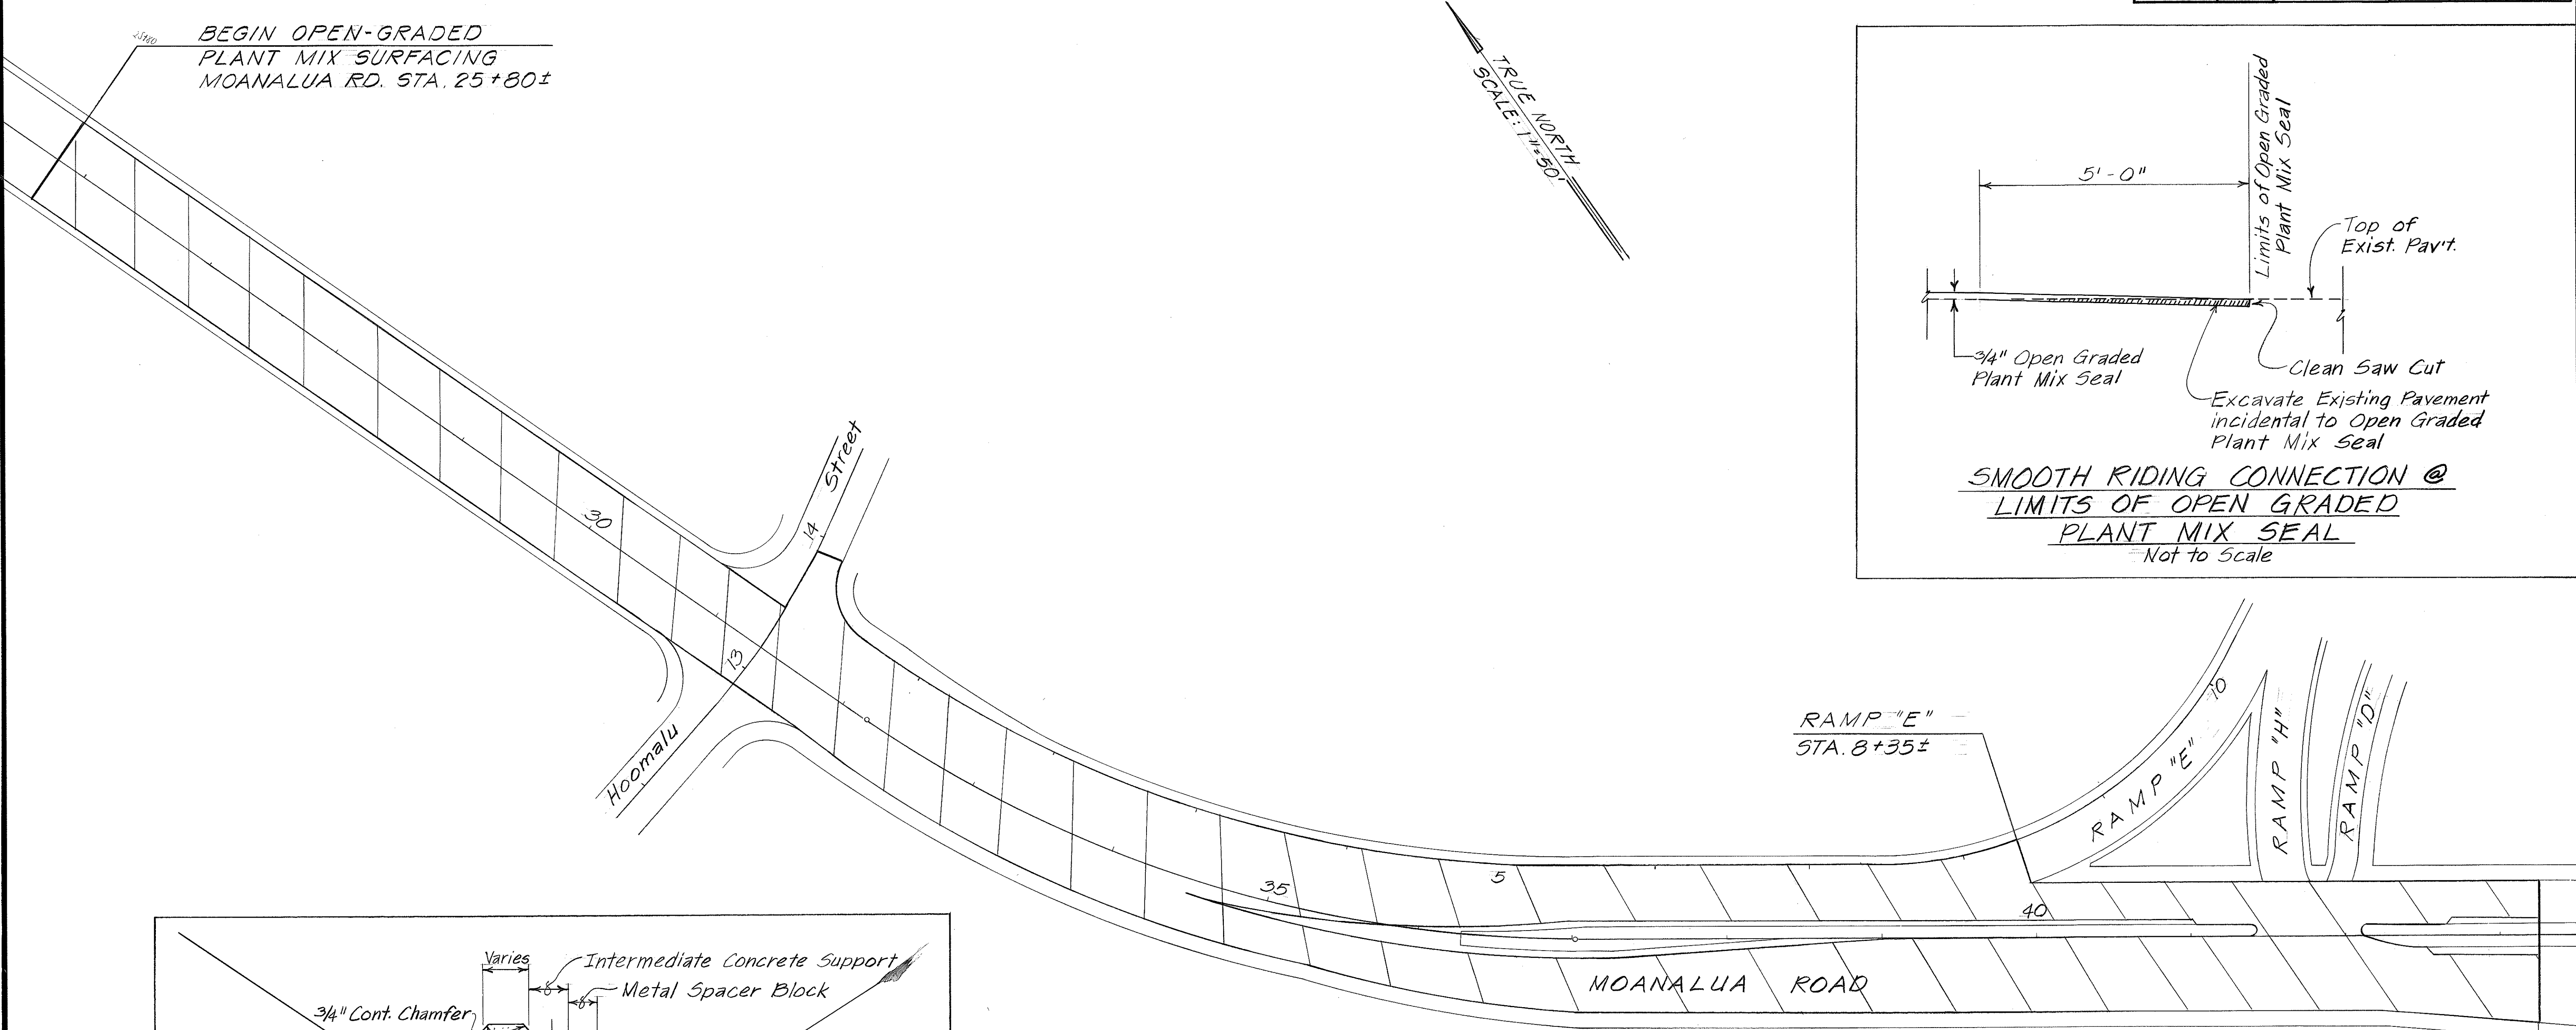 25+80
BEGIN OPEN-GRADED
PLANT MIX SURFACING
MOANALUA RD. STA. 25+80±
TRUE NORTH
SCALE: 1"=50'
Limits of Open Graded
Plant Mix Seal
5'-0"
Top of
Exist. Pav't.
3/4" Open Graded
Plant Mix Seal
Clean Saw Cut
Excavate Existing Pavement
incidental to Open Graded
Plant Mix Seal
SMOOTH RIDING CONNECTION @
LIMITS OF OPEN GRADED
PLANT MIX SEAL
Not to Scale
30
14
Street
13
Hoomalu
35
5
40
10
RAMP "E"
STA. 8+35±
RAMP "E"
RAMP "H"
RAMP "D"
MOANALUA ROAD
Varies
Intermediate Concrete Support
8
Metal Spacer Block
8
3/4" Cont. Chamfer